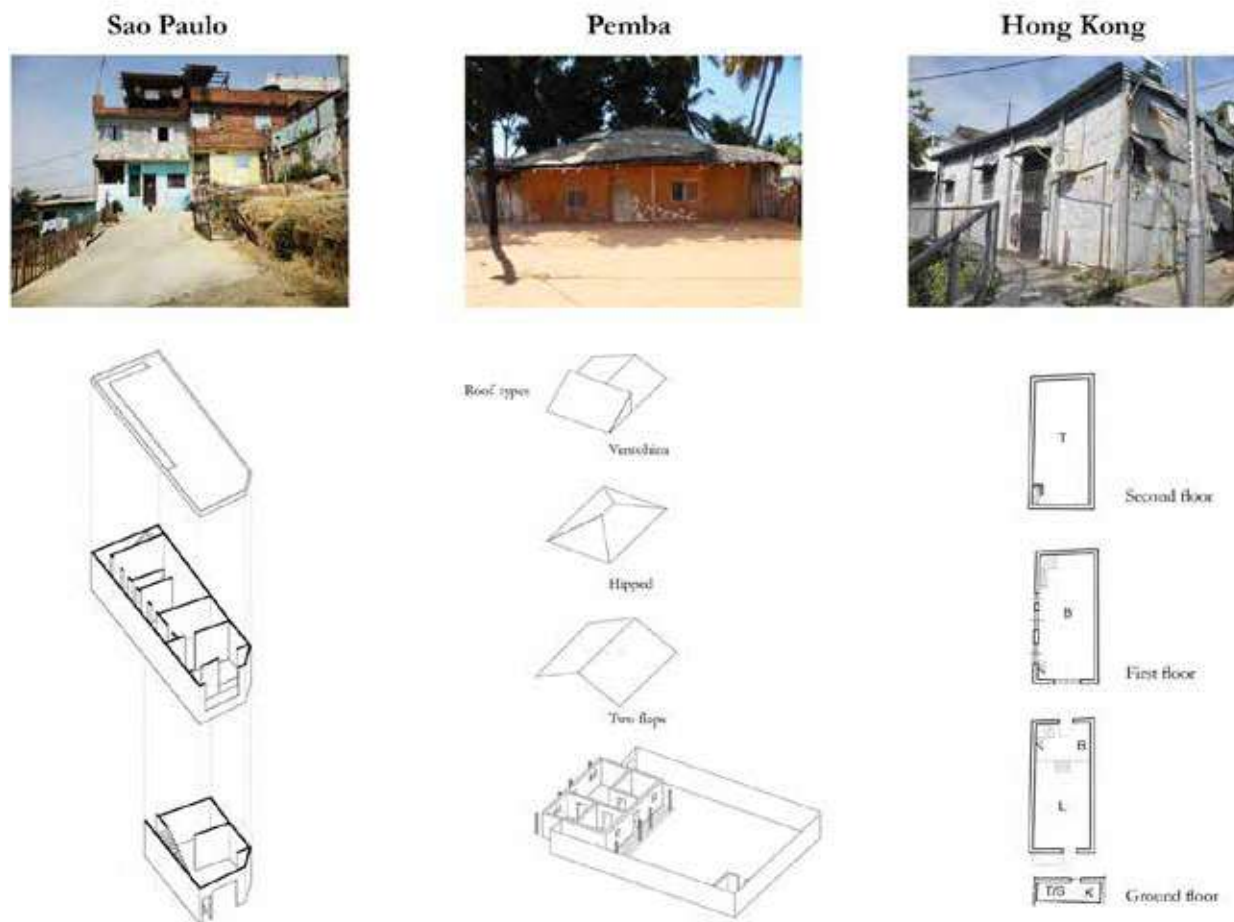 Sao Paulo
Pemba
Hong Kong
Roof types
Hipped
Two flaps
T
Second floor
B
First floor
K
B
L
T/S K
Ground floor